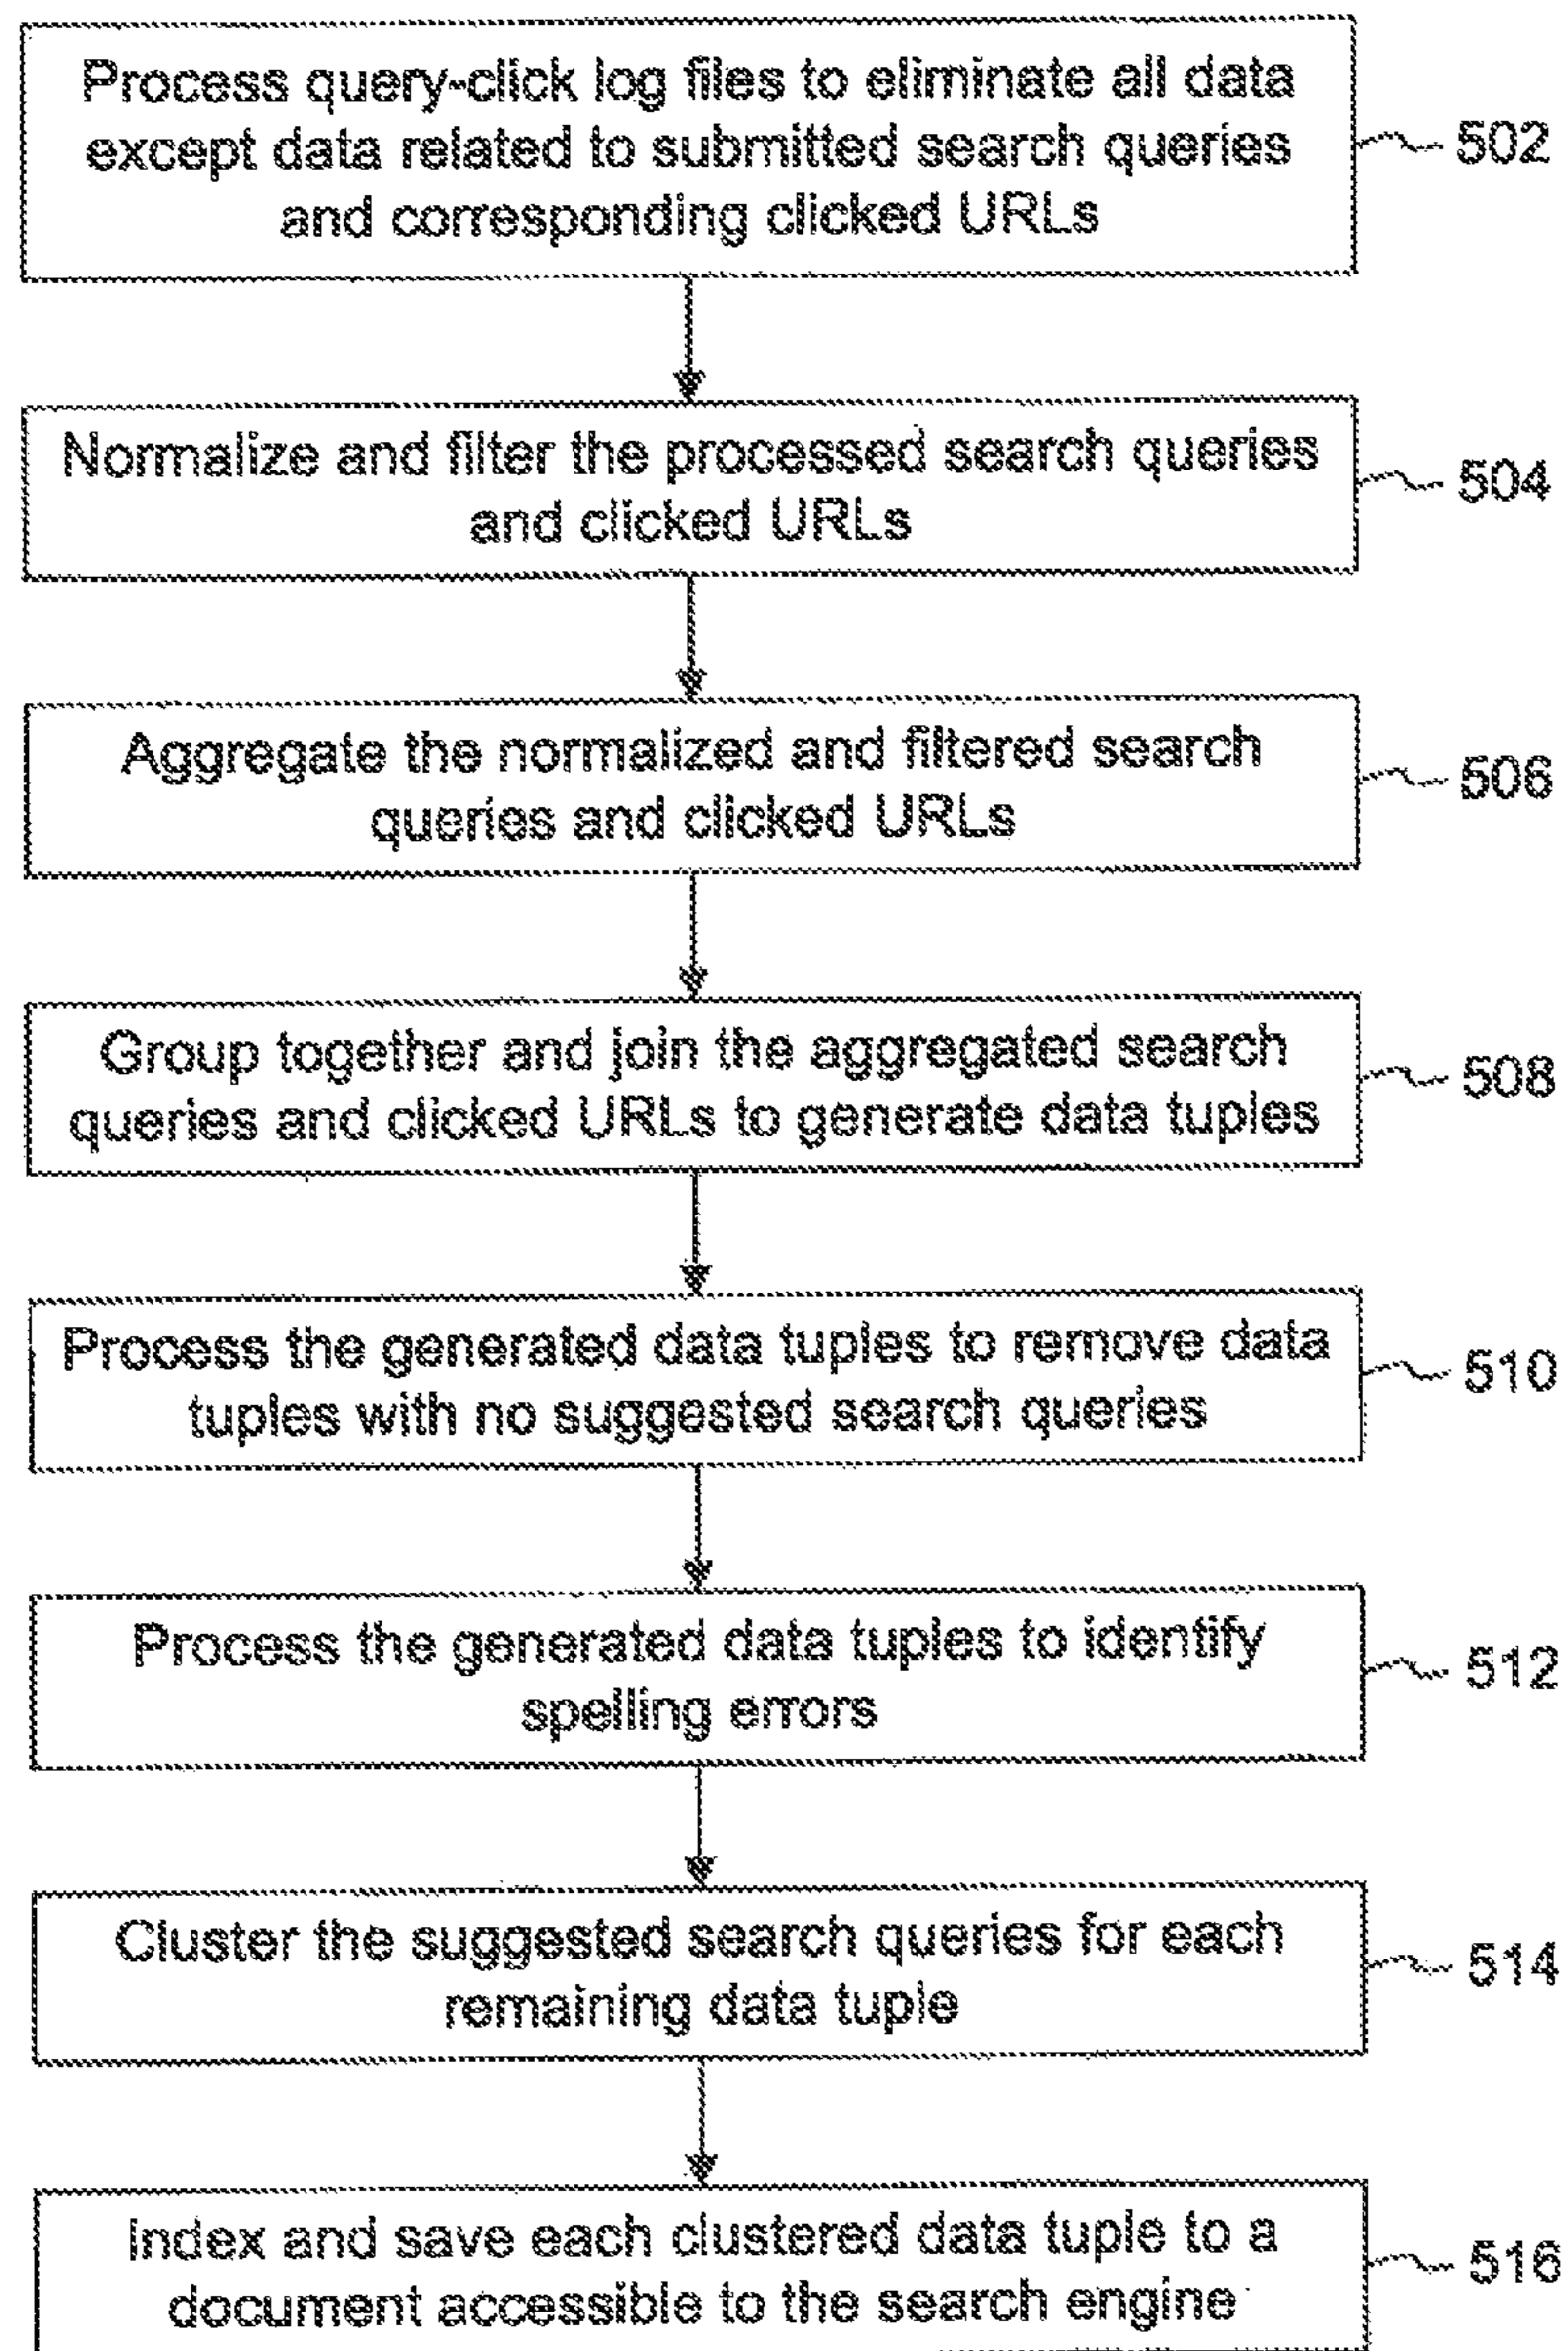 Process query-click log files to eliminate all data
except data related to submitted search queries
and corresponding clicked URLs
502
Normalize and filter the processed search queries
and clicked URLs
504
Aggregate the normalized and filtered search
queries and clicked URLs
506
Group together and join the aggregated search
queries and clicked URLs to generate data tuples
508
Process the generated data tuples to remove data
tuples with no suggested search queries
510
Process the generated data tuples to identify
spelling errors
512
Cluster the suggested search queries for each
remaining data tuple
514
Index and save each clustered data tuple to a
document accessible to the search engine
516